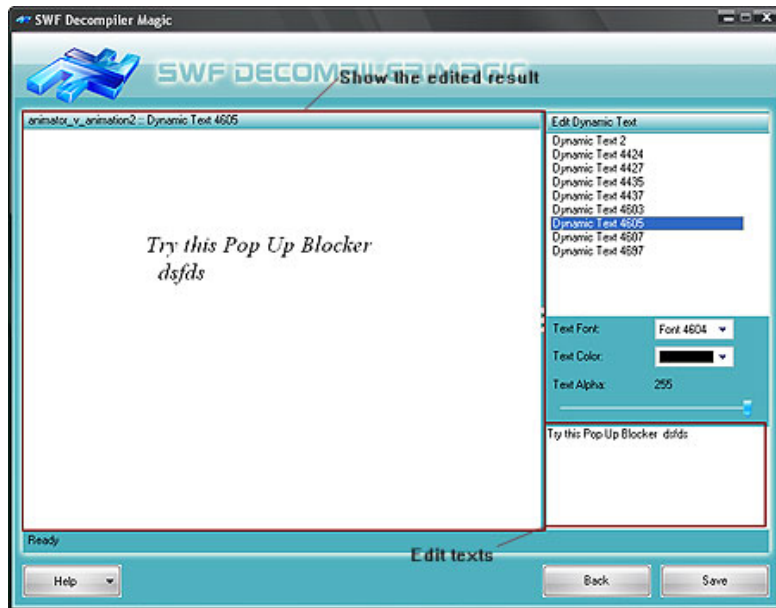 SWF Decompiler Magic
SWF DECOMPILER MAGIC
Show the edited result
animator_v_animation2 :: Dynamic Text 4605
Try this Pop Up Blocker
dsfds
Edit Dynamic Text
Dynamic Text 2
Dynamic Text 4424
Dynamic Text 4427
Dynamic Text 4435
Dynamic Text 4437
Dynamic Text 4603
Dynamic Text 4605
Dynamic Text 4607
Dynamic Text 4697
Text Font: Font 4604
Text Color:
Text Alpha: 255
Try this Pop Up Blocker dsfds
Ready
Edit texts
Help Back Save